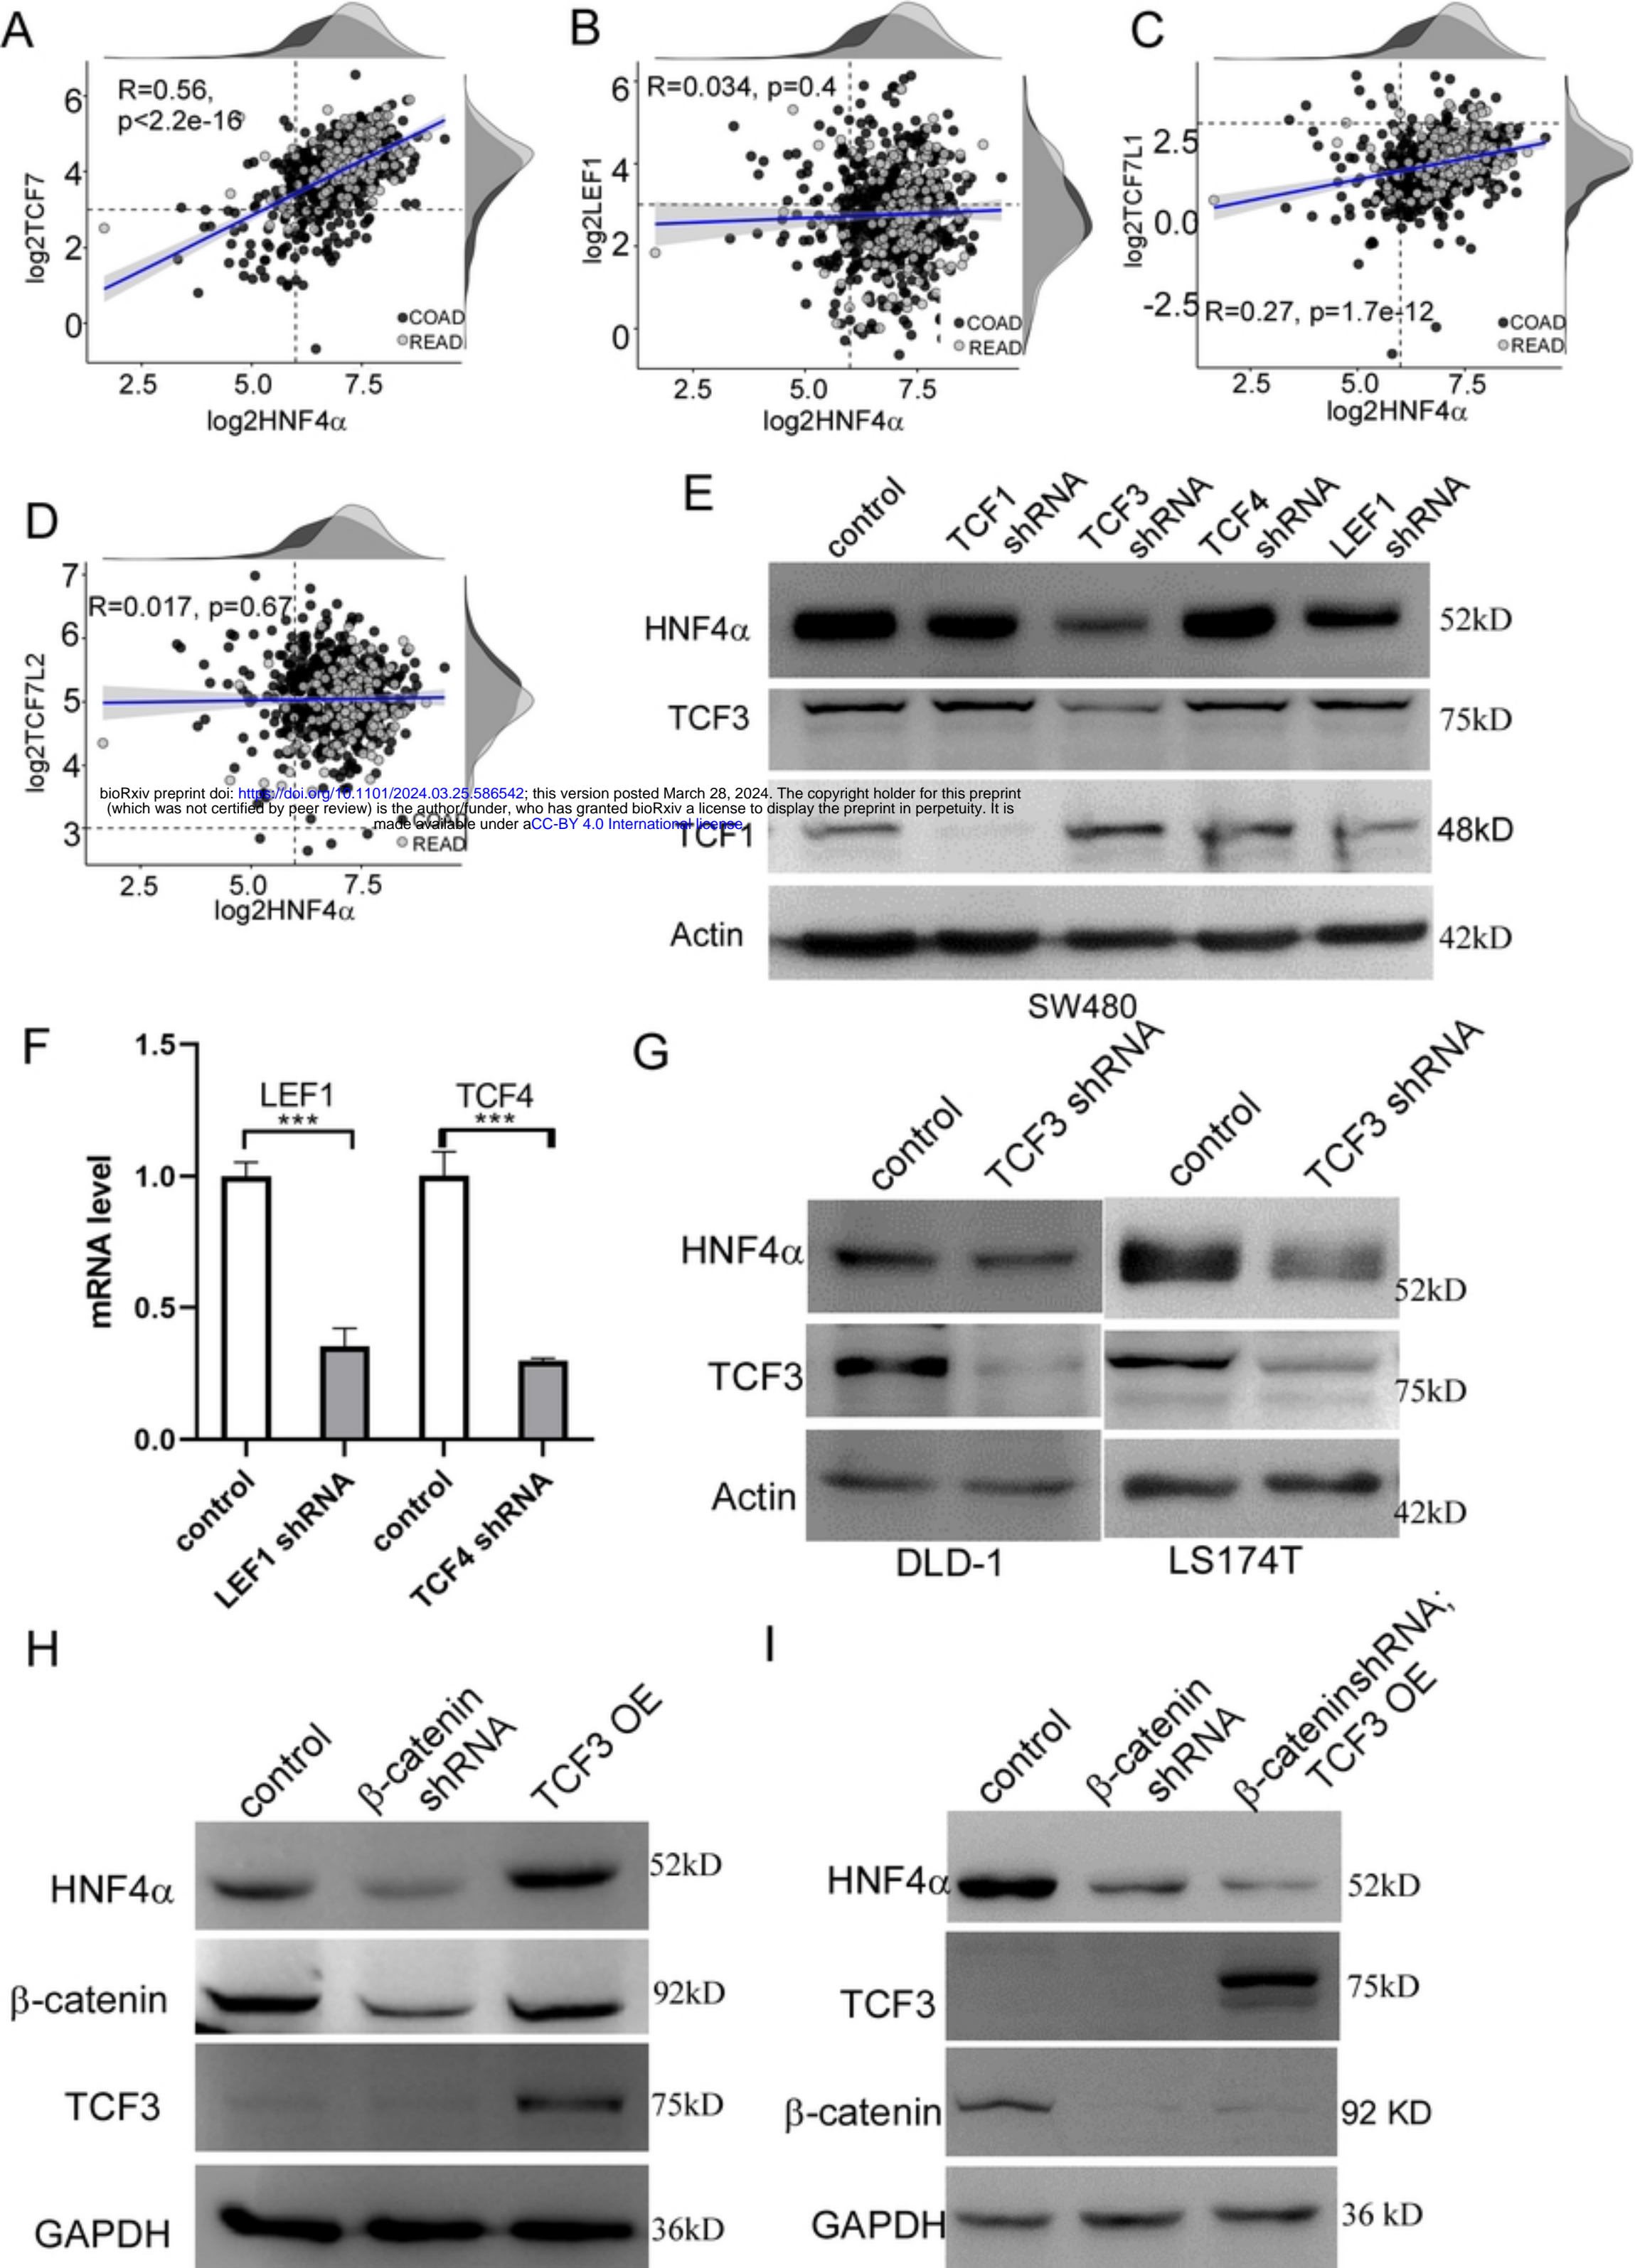 A
R=0.56,
p<2.2e-16
6
4
2
0
log2TCF7
COAD
READ
2.5 5.0 7.5
log2HNF4α
B
R=0.034, p=0.4
6
4
2
0
log2LEF1
COAD
READ
2.5 5.0 7.5
log2HNF4α
C
2.5
0.0
-2.5
log2TCF7L1
R=0.27, p=1.7e-12
COAD
READ
2.5 5.0 7.5
log2HNF4α
D
R=0.017, p=0.67
7
6
5
4
3
log2TCF7L2
COAD
READ
2.5 5.0 7.5
log2HNF4α
bioRxiv preprint doi: https://doi.org/10.1101/2024.03.25.586542; this version posted March 28, 2024. The copyright holder for this preprint
(which was not certified by peer review) is the author/funder, who has granted bioRxiv a license to display the preprint in perpetuity. It is
made available under aCC-BY 4.0 International license.
E
control
TCF1
shRNA
TCF3
shRNA
TCF4
shRNA
LEF1
shRNA
HNF4α 52kD
TCF3 75kD
TCF1 48kD
Actin 42kD
SW480
F
1.5
1.0
0.5
0.0
mRNA level
LEF1
***
TCF4
***
control
LEF1 shRNA
control
TCF4 shRNA
G
control
TCF3 shRNA
control
TCF3 shRNA
HNF4α 52kD
TCF3 75kD
Actin 42kD
DLD-1 LS174T
H
control
β-catenin
shRNA
TCF3 OE
HNF4α 52kD
β-catenin 92kD
TCF3 75kD
GAPDH 36kD
I
control
β-catenin
shRNA
β-cateninshRNA;
TCF3 OE
HNF4α 52kD
TCF3 75kD
β-catenin 92 KD
GAPDH 36 kD